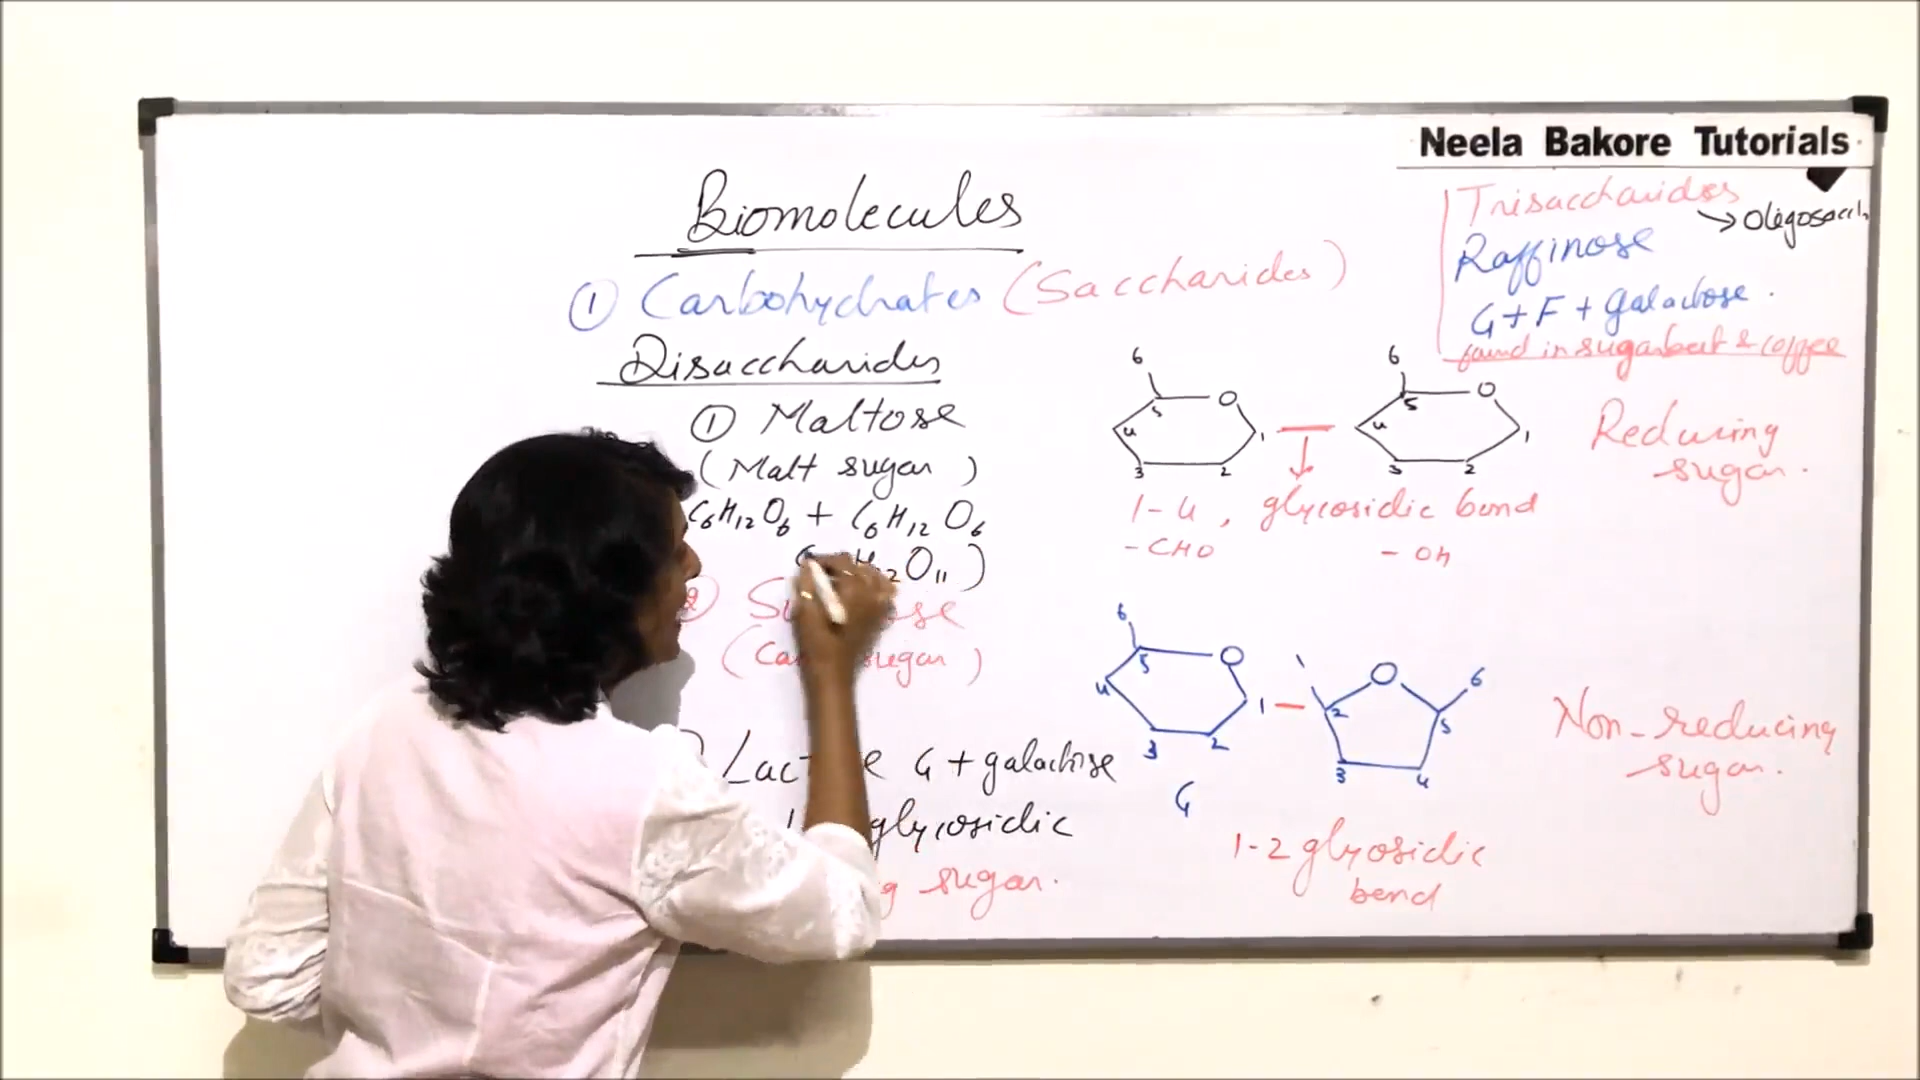 Neela Bakore Tutorials
Biomolecules
① Carbohydrates (Saccharides)
Trisaccharides
→ Oligosacch
Raffinose
G + F + galactose.
found in sugarbeet & coffee
Disaccharides
① Maltose
(Malt sugar)
C6H12O6 + C6H12O6
O11)
6 5 O 4 1 3 2
6 5 O 4 1 3 2
Reducing
sugar.
1-4, glycosidic bond
-CHO -OH
2
sugar)
6 5 O 4 1 3 2
G
1 2 O 6 5 3 4
Non-reducing
sugar.
1-2 glyosidic
bond
G + galactose
glycosidic
sugar.